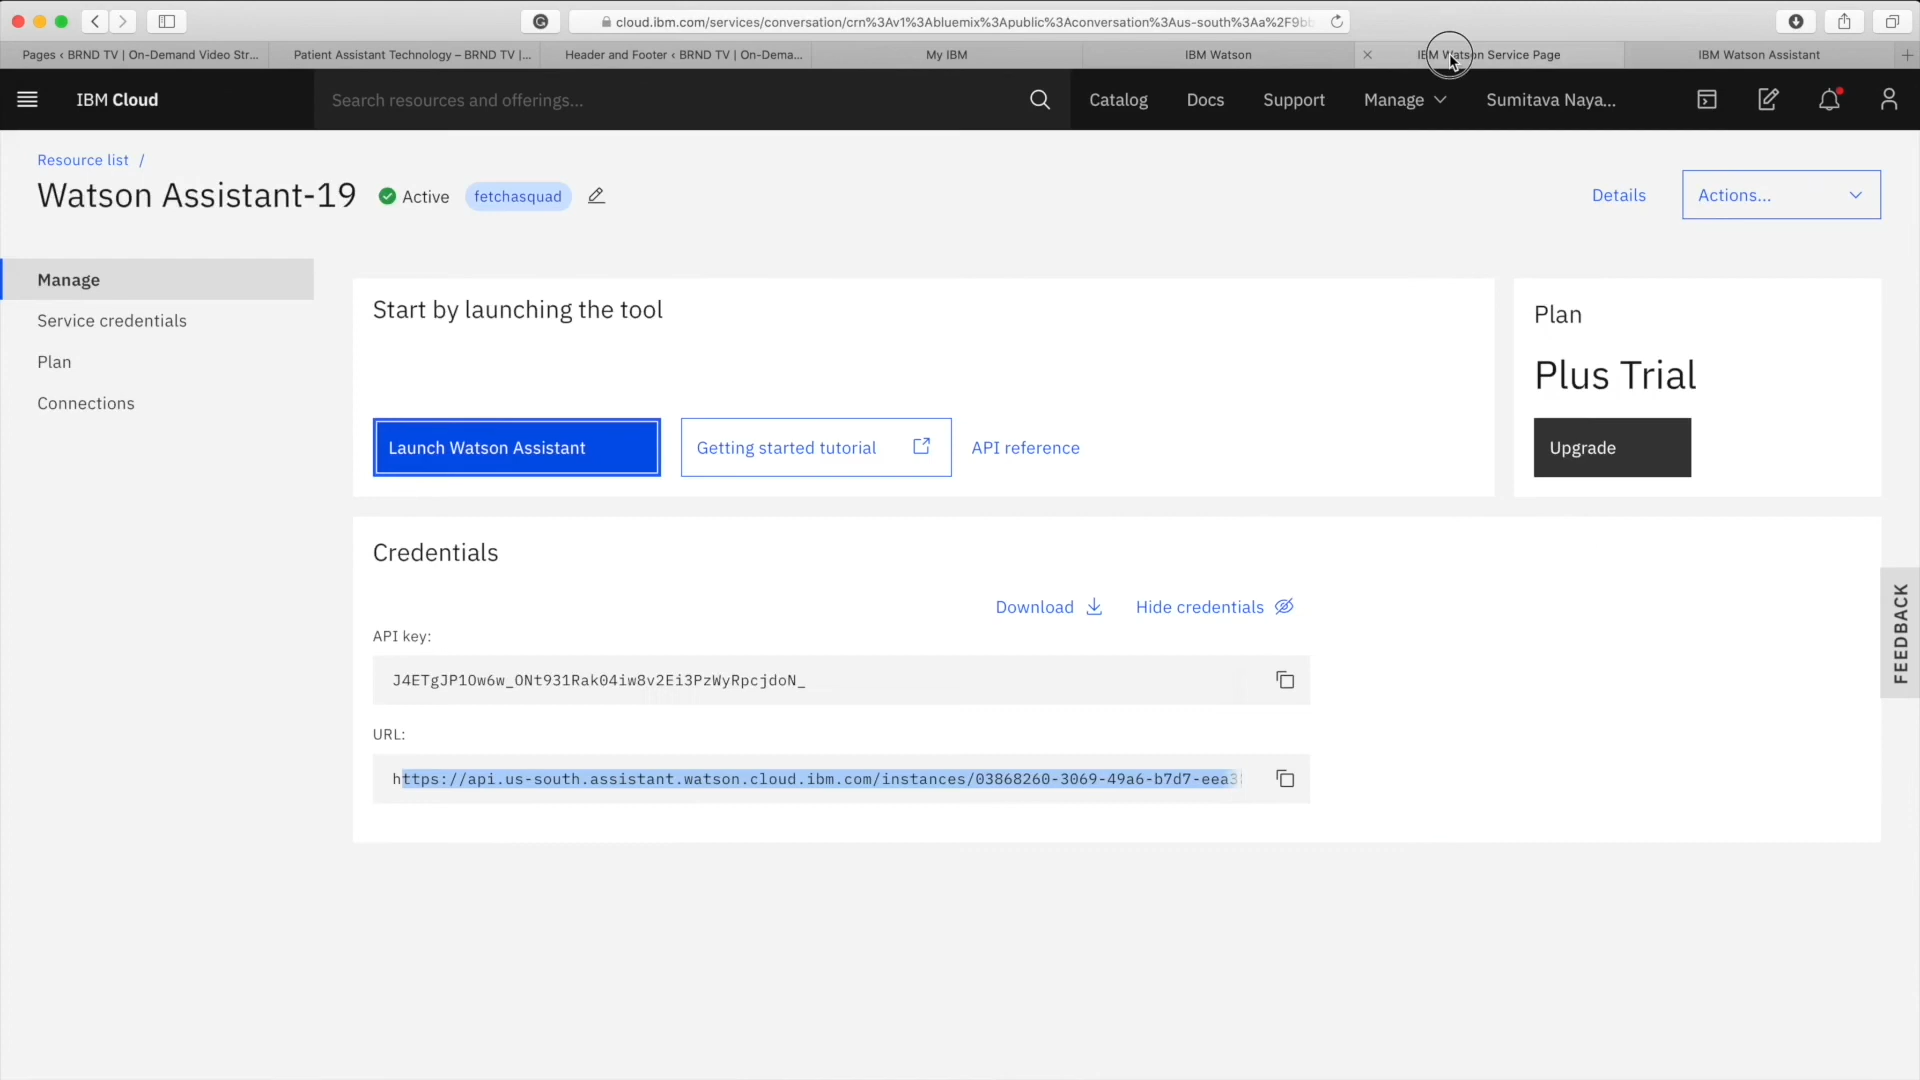 cloud.ibm.com/services/conversation/crn%3Av1%3Abluemix%3Apublic%3Aconversation%3Aus-south%3Aa%2F9b
Pages < BRND TV | On-Demand Video Str...
Patient Assistant Technology – BRND TV |...
Header and Footer < BRND TV | On-Dema...
My IBM
IBM Watson
IBM Watson Service Page
IBM Watson Assistant
IBM Cloud
Search resources and offerings...
Catalog
Docs
Support
Manage
Sumitava Naya...
Resource list /
Watson Assistant-19
Active
fetchasquad
Details
Actions...
Manage
Service credentials
Plan
Connections
Start by launching the tool
Launch Watson Assistant
Getting started tutorial
API reference
Plan
Plus Trial
Upgrade
Credentials
Download
Hide credentials
API key:
J4ETgJP1Ow6w_ONt931Rak04iw8v2Ei3PzWyRpcjdoN_
URL:
https://api.us-south.assistant.watson.cloud.ibm.com/instances/03868260-3069-49a6-b7d7-eea3
FEEDBACK